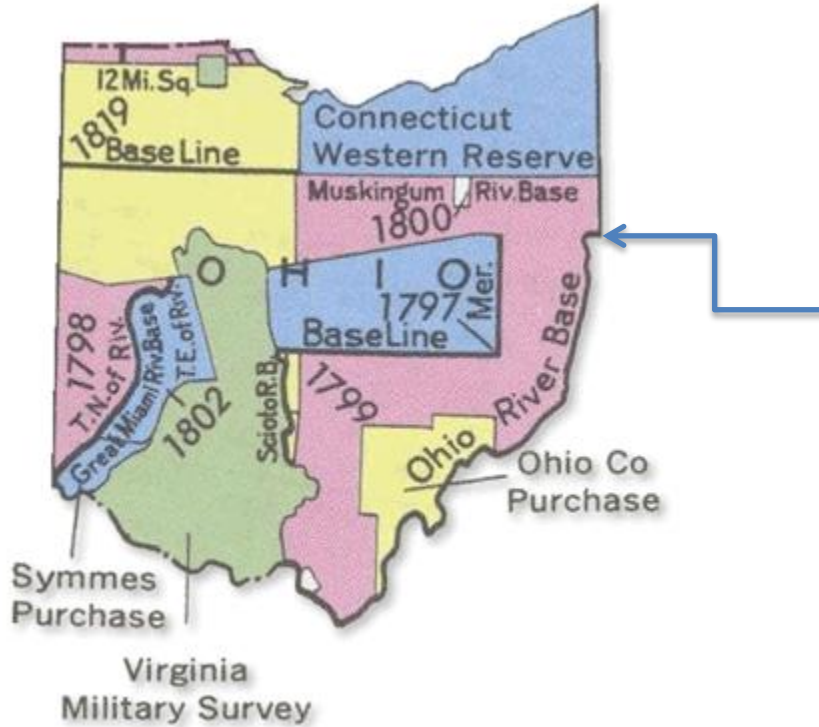 12 Mi. Sq.
1819
Base Line
Connecticut
Western Reserve
Muskingum Riv. Base
1800
O H I O
1797
Mer.
Base Line
1798
T. N. of Riv.
Great Miami Riv. Base
T. E. of Riv.
1802
Scioto R. B.
1799
Ohio River Base
Ohio Co
Purchase
Symmes
Purchase
Virginia
Military Survey